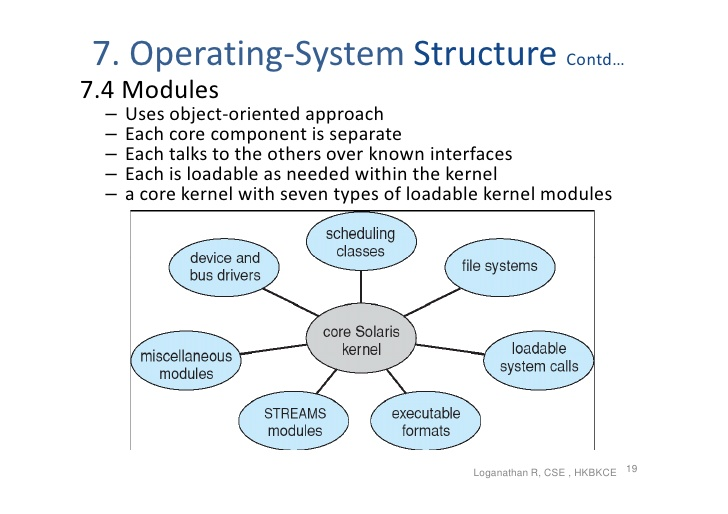 7. Operating-System Structure Contd…
7.4 Modules
– Uses object-oriented approach
– Each core component is separate
– Each talks to the others over known interfaces
– Each is loadable as needed within the kernel
– a core kernel with seven types of loadable kernel modules
scheduling
classes
device and
bus drivers
file systems
core Solaris
kernel
miscellaneous
modules
loadable
system calls
STREAMS
modules
executable
formats
Loganathan R, CSE , HKBKCE 19